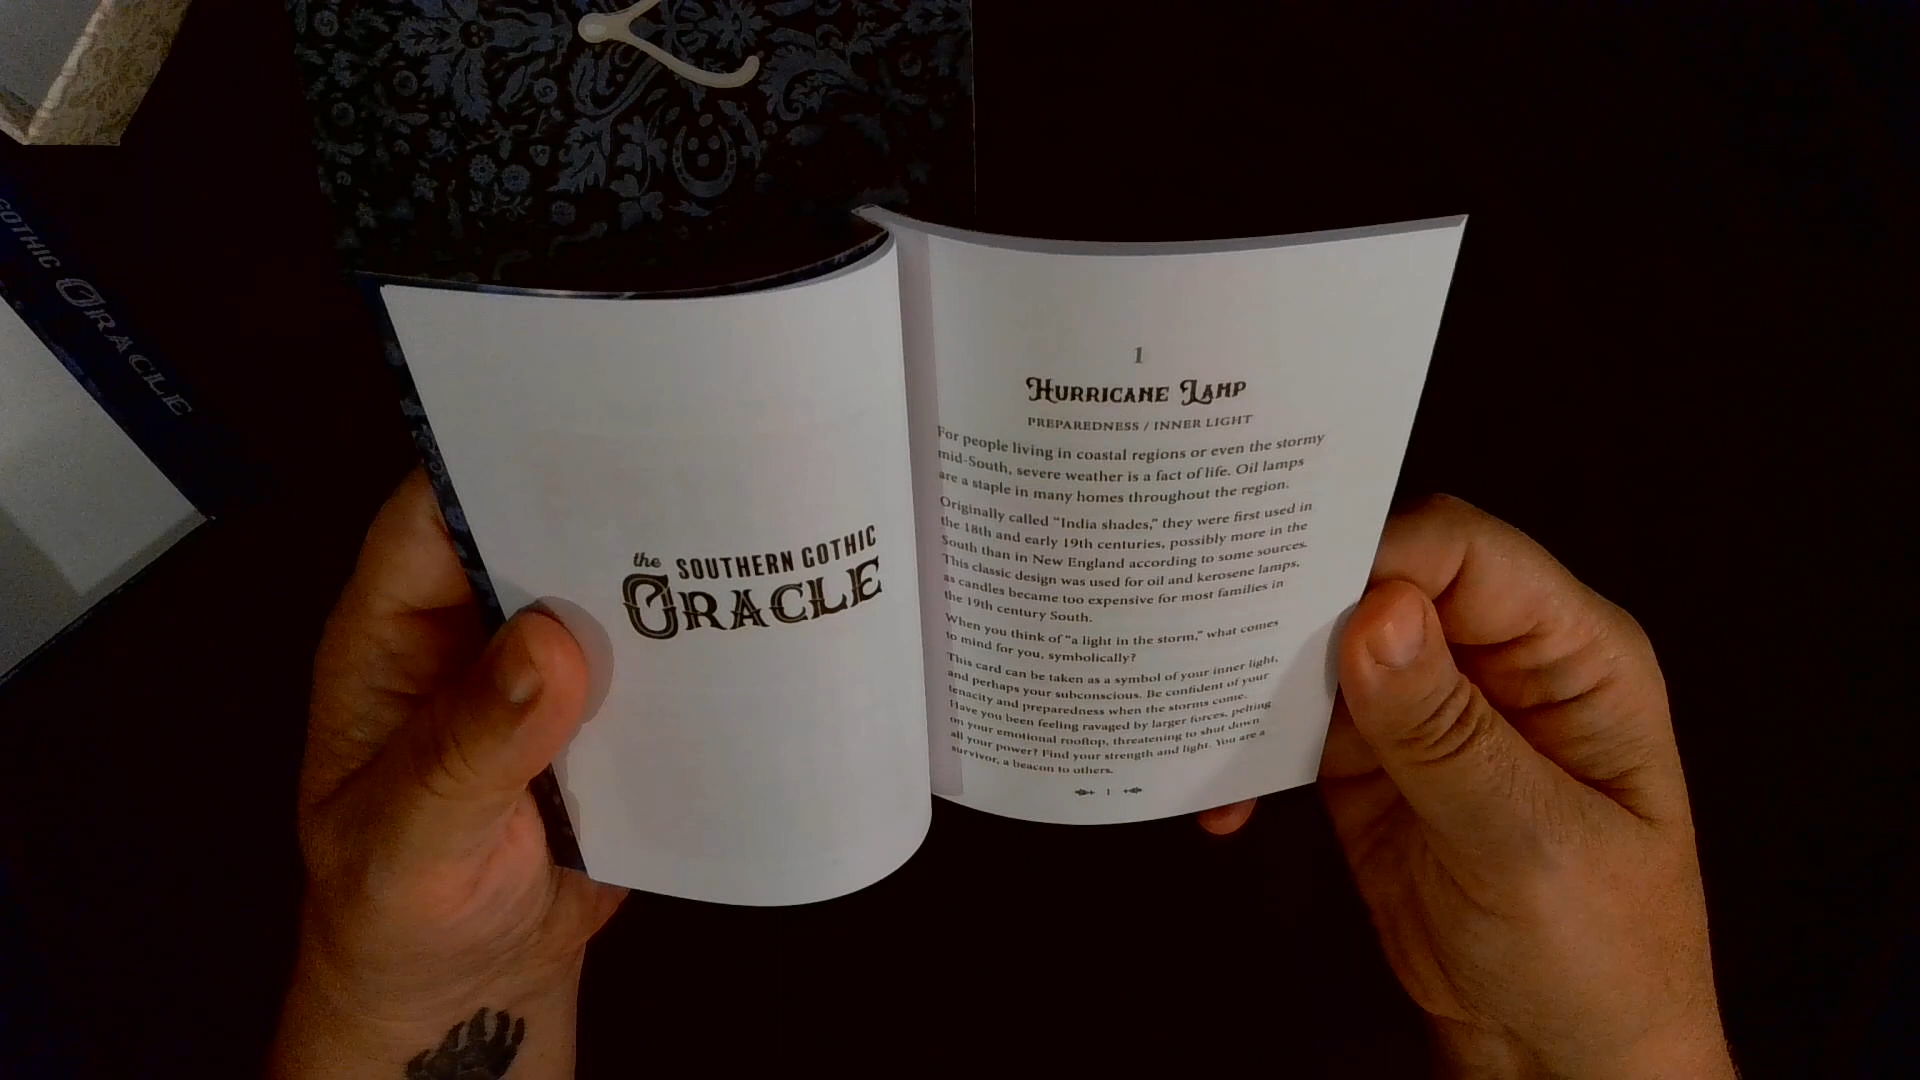 GOTHIC
ORACLE
the SOUTHERN GOTHIC
ORACLE
1
HURRICANE LAMP
PREPAREDNESS / INNER LIGHT
For people living in coastal regions or even the stormy
mid-South, severe weather is a fact of life. Oil lamps
are a staple in many homes throughout the region.
Originally called “India shades,” they were first used in
the 18th and early 19th centuries, possibly more in the
South than in New England according to some sources.
This classic design was used for oil and kerosene lamps,
as candles became too expensive for most families in
the 19th century South.
When you think of “a light in the storm,” what comes
to mind for you, symbolically?
This card can be taken as a symbol of your inner light,
and perhaps your subconscious. Be confident of your
tenacity and preparedness when the storms come.
Have you been feeling ravaged by larger forces, pelting
on your emotional rooftop, threatening to shut down
all your power? Find your strength and light. You are a
survivor, a beacon to others.
1